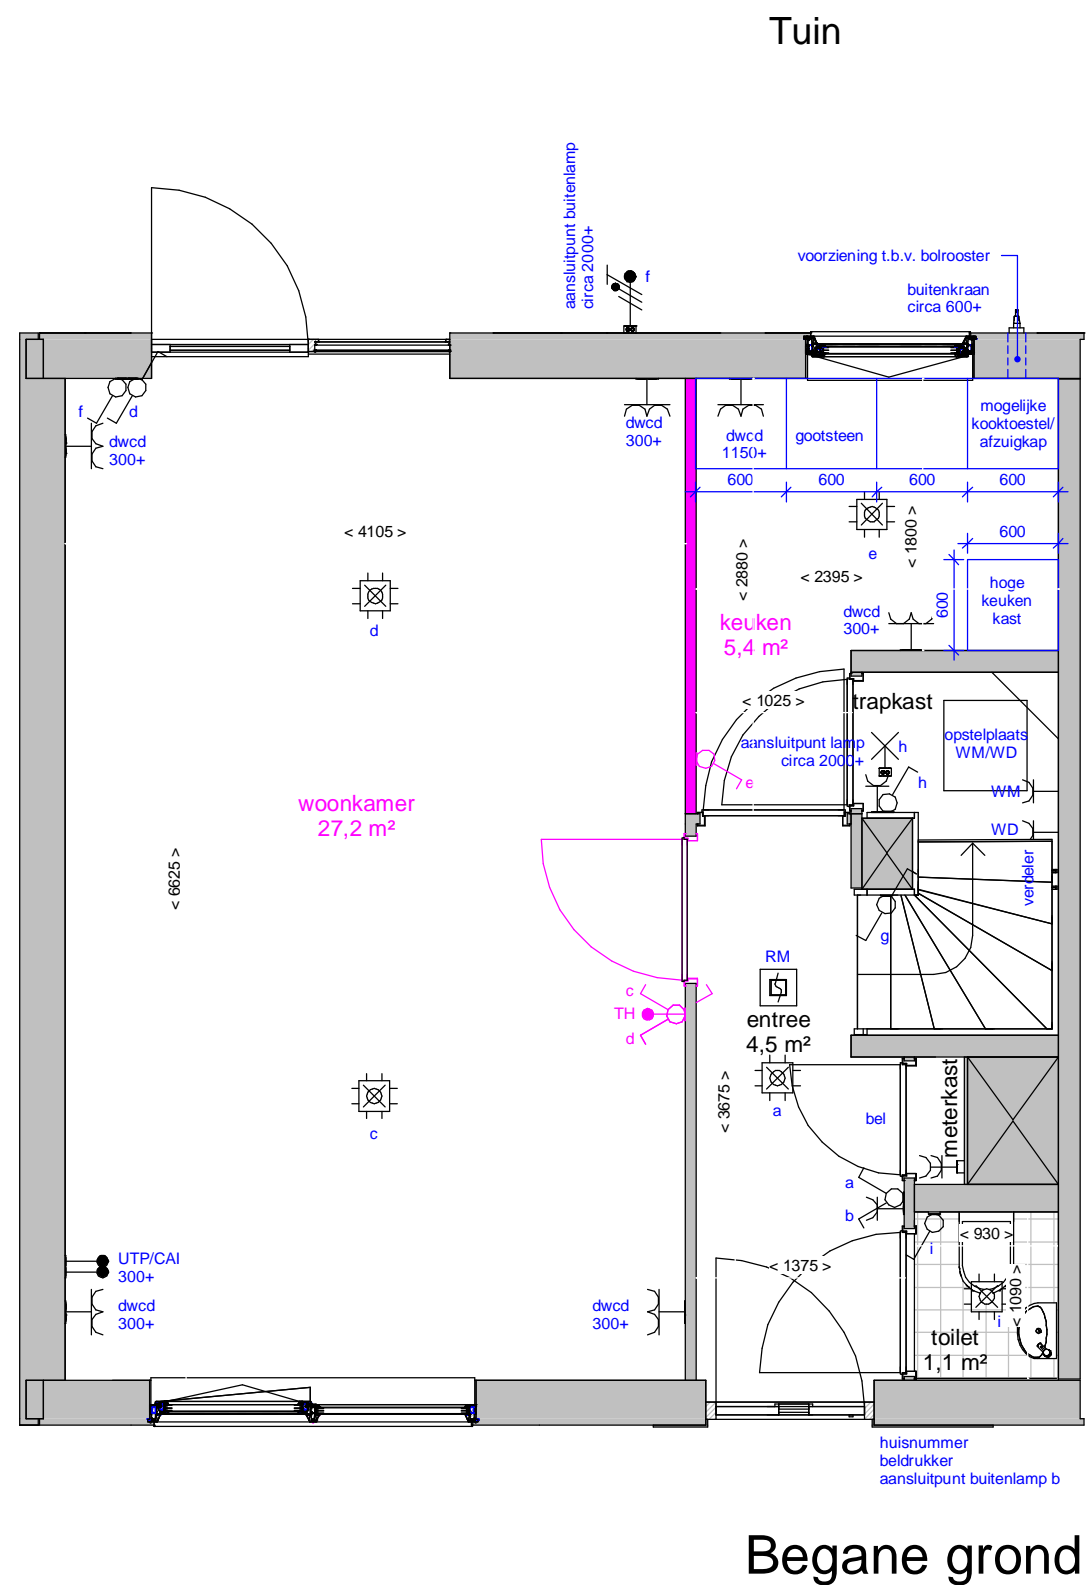 Tuin
aansluitpunt buitenlamp
circa 2000+
f
voorziening t.b.v. bolrooster
buitenkraan
circa 600+
f
d
dwcd
300+
dwcd
300+
dwcd
1150+
gootsteen
mogelijke
kooktoestel/
afzuigkap
600
600
600
600
< 4105 >
d
e
< 1800 >
< 2880 >
< 2395 >
600
600
hoge
keuken
kast
dwcd
300+
keuken
5,4 m²
< 1025 >
trapkast
aansluitpunt lamp
circa 2000+
h
h
e
opstelplaats
WM/WD
WM
WD
verdeler
woonkamer
27,2 m²
< 6625 >
g
RM
c
TH
d
entree
4,5 m²
< 3675 >
a
bel
meterkast
c
a
b
i
< 930 >
< 1090 >
i
toilet
1,1 m²
< 1375 >
UTP/CAI
300+
dwcd
300+
dwcd
300+
huisnummer
beldrukker
aansluitpunt buitenlamp b
Begane grond